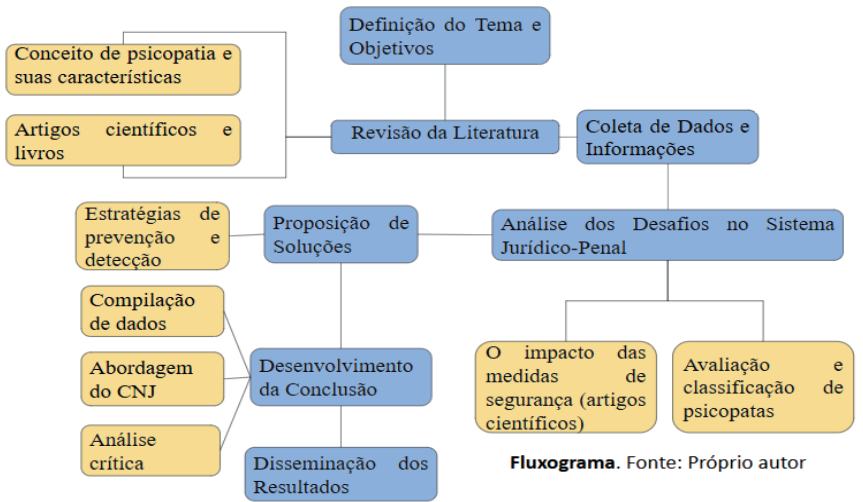 Definição do Tema e
Objetivos
Conceito de psicopatia e
suas características
Artigos científicos e
livros
Revisão da Literatura
Coleta de Dados e
Informações
Estratégias de
prevenção e
detecção
Proposição de
Soluções
Análise dos Desafios no Sistema
Jurídico-Penal
Compilação
de dados
Abordagem
do CNJ
Análise
crítica
Desenvolvimento
da Conclusão
O impacto das
medidas de
segurança (artigos
científicos)
Avaliação e
classificação de
psicopatas
Disseminação dos
Resultados
Fluxograma. Fonte: Próprio autor